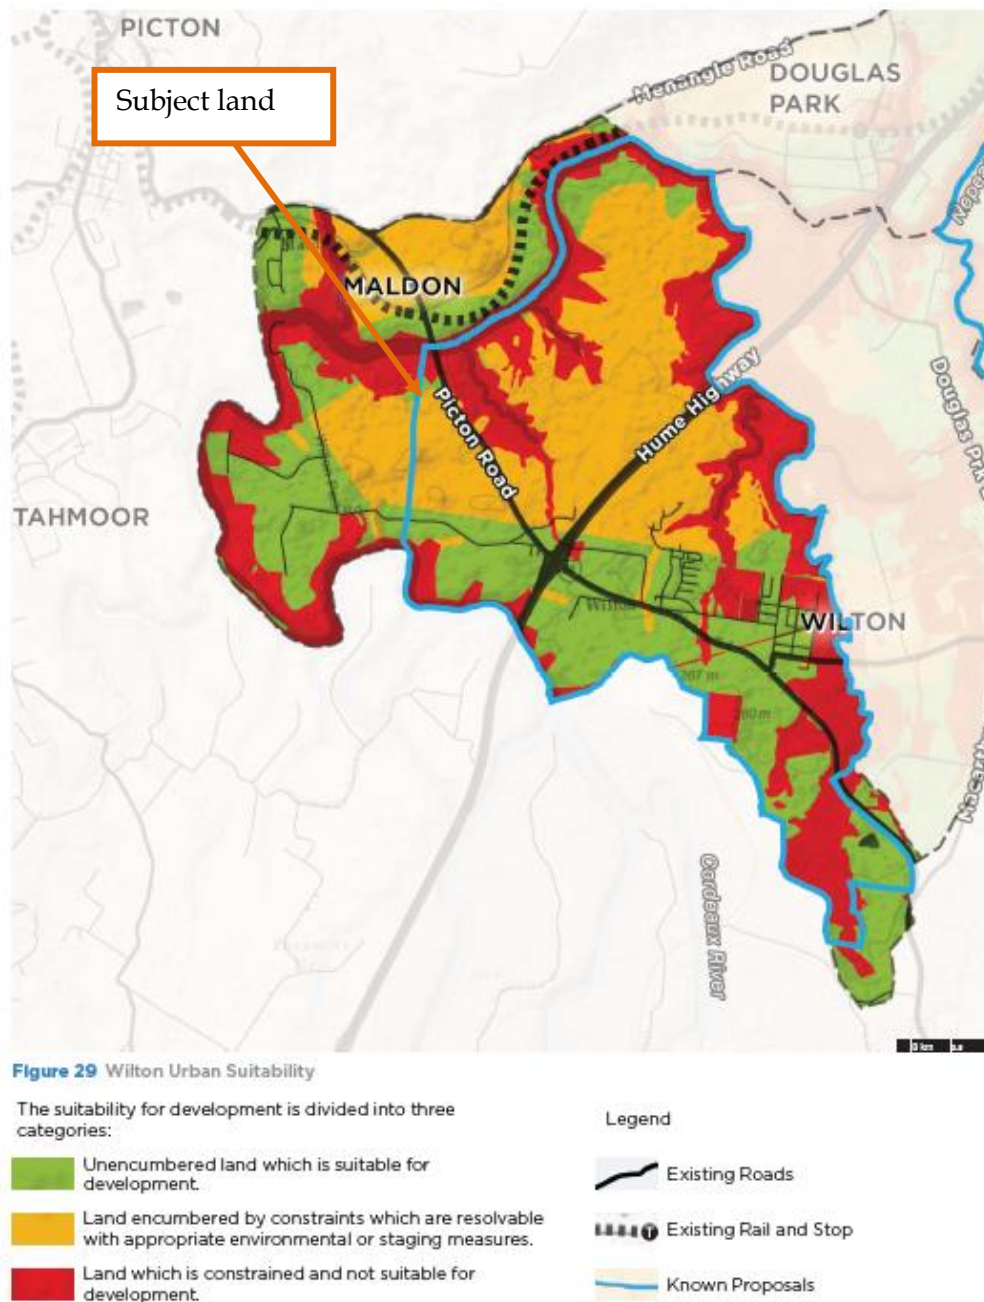 PICTON
Subject land
Menangle Road
DOUGLAS
PARK
MALDON
Picton Road
Hume Highway
TAHMOOR
Wilton
WILTON
267 m
280 m
Cordeaux River
Figure 29 Wilton Urban Suitability
The suitability for development is divided into three
categories:
Unencumbered land which is suitable for
development.
Land encumbered by constraints which are resolvable
with appropriate environmental or staging measures.
Land which is constrained and not suitable for
development.
Legend
Existing Roads
T
Existing Rail and Stop
Known Proposals